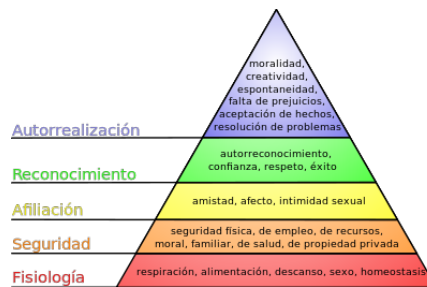 moralidad,
creatividad,
espontaneidad,
falta de prejuicios,
aceptación de hechos,
resolución de problemas
Autorrealización
autorreconocimiento,
confianza, respeto, éxito
Reconocimiento
amistad, afecto, intimidad sexual
Afiliación
seguridad física, de empleo, de recursos,
moral, familiar, de salud, de propiedad privada
Seguridad
respiración, alimentación, descanso, sexo, homeostasis
Fisiología